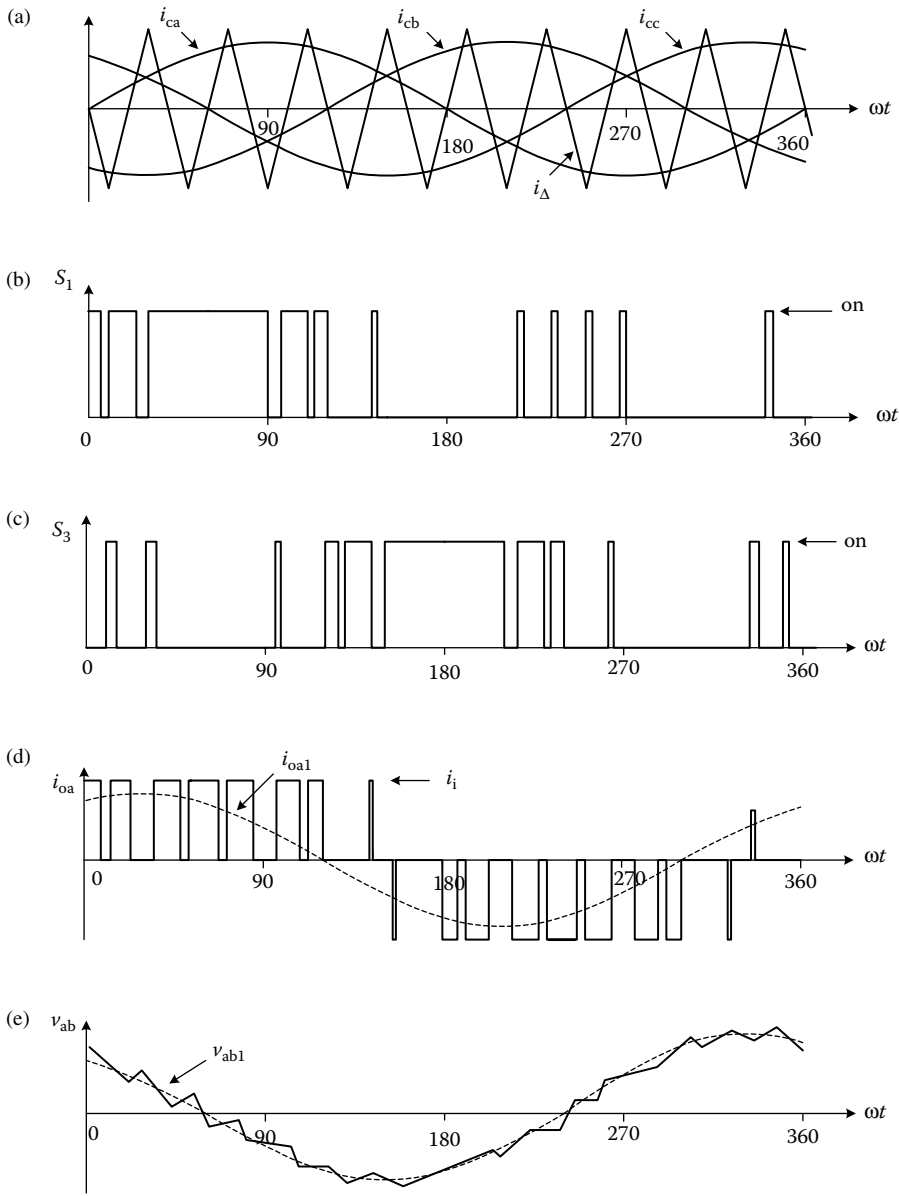 (a)
i_ca
i_cb
i_cc
90
180
270
360
ωt
i_Δ
(b)
S_1
on
0
90
180
270
360
ωt
(c)
S_3
on
0
90
180
270
360
ωt
(d)
i_oa
i_oa1
i_i
0
90
180
270
360
ωt
(e)
v_ab
v_ab1
0
90
180
270
360
ωt